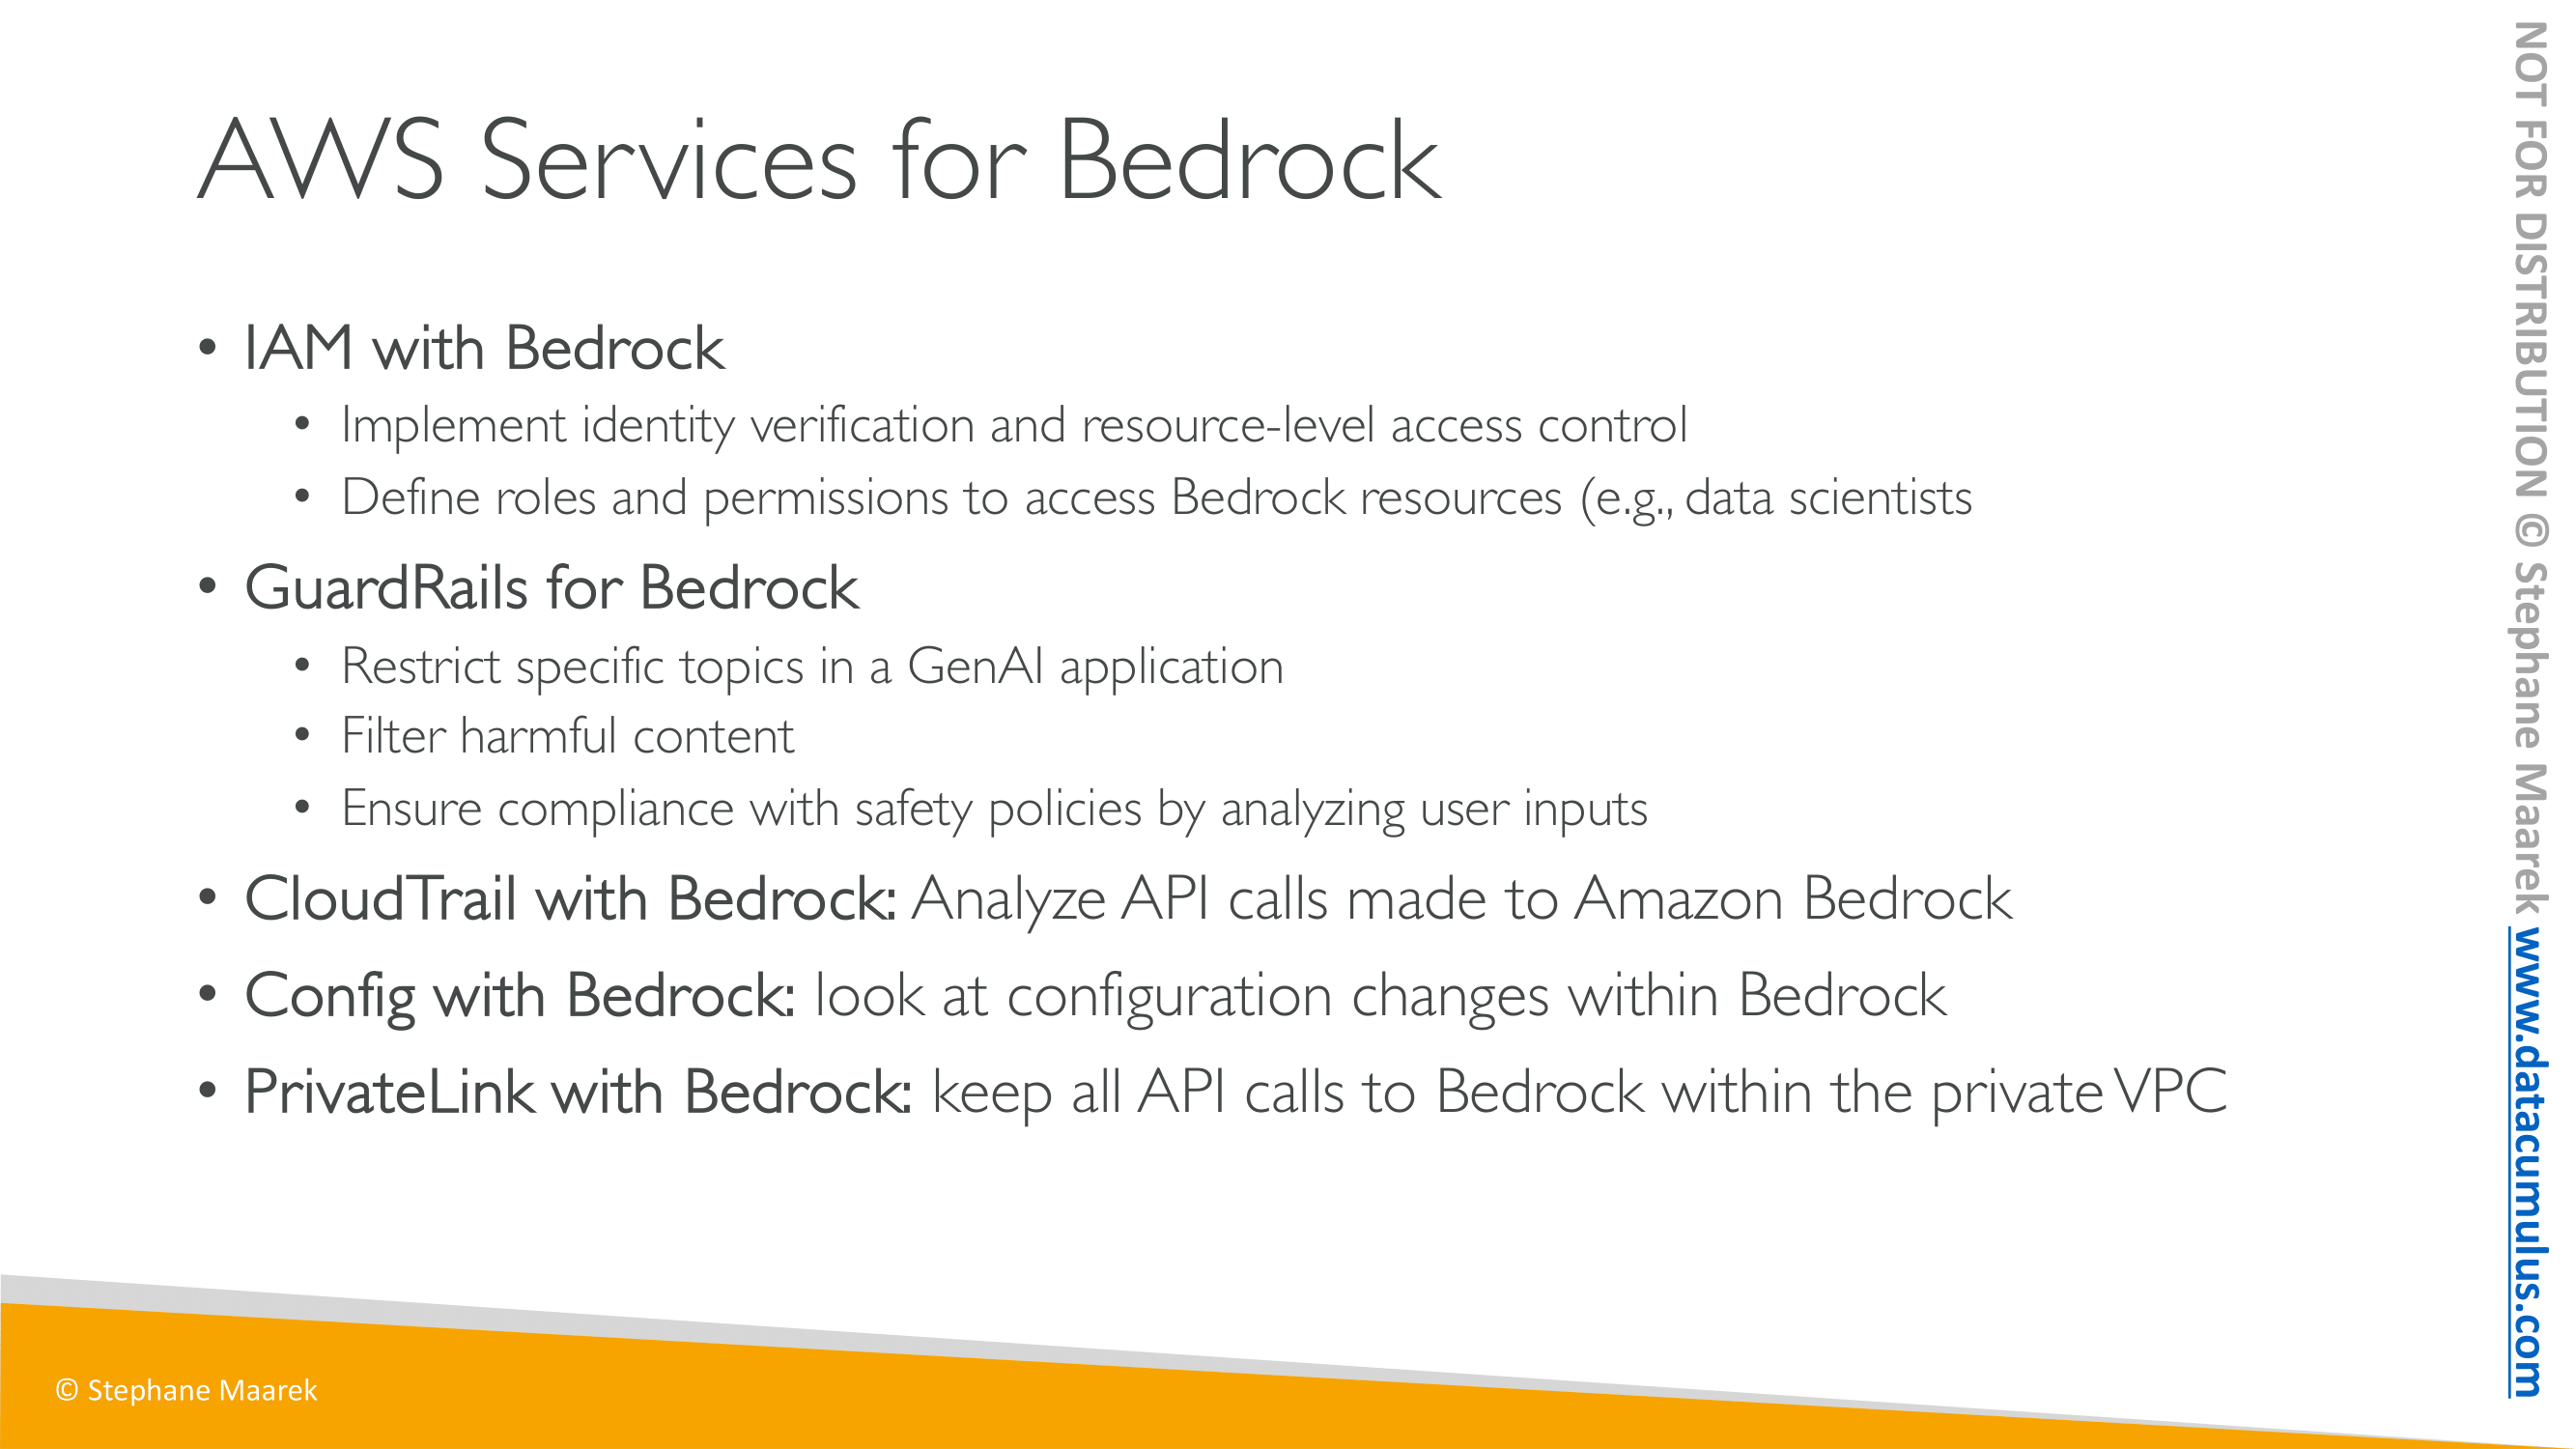 AWS Services for Bedrock
• IAM with Bedrock
• Implement identity verification and resource-level access control
• Define roles and permissions to access Bedrock resources (e.g., data scientists
• GuardRails for Bedrock
• Restrict specific topics in a GenAI application
• Filter harmful content
• Ensure compliance with safety policies by analyzing user inputs
• CloudTrail with Bedrock: Analyze API calls made to Amazon Bedrock
• Config with Bedrock: look at configuration changes within Bedrock
• PrivateLink with Bedrock: keep all API calls to Bedrock within the private VPC
© Stephane Maarek
NOT FOR DISTRIBUTION © Stephane Maarek www.datacumulus.com